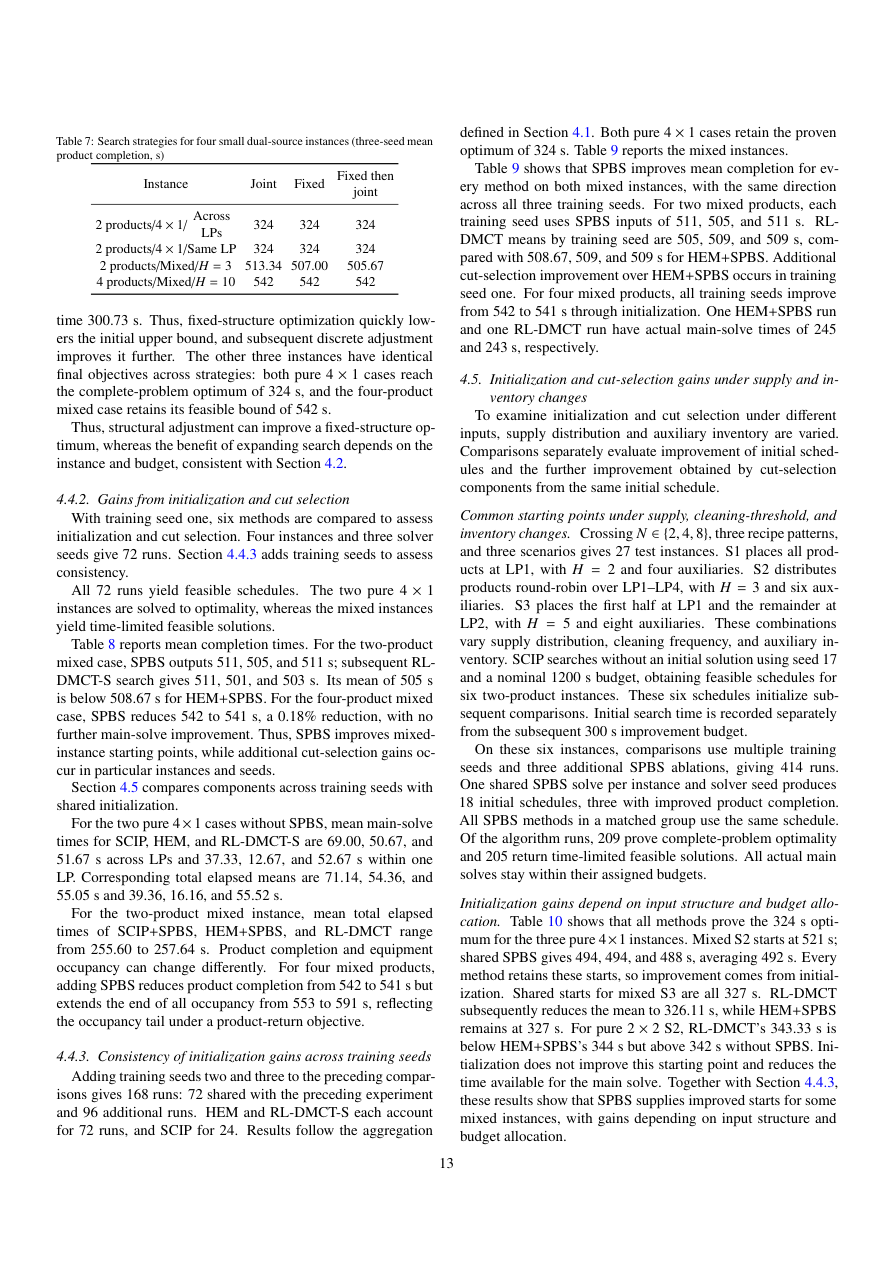 Table 7: Search strategies for four small dual-source instances (three-seed mean
product completion, s)
Instance Joint Fixed Fixed then
joint
2 products/4 × 1/ Across
LPs 324 324 324
2 products/4 × 1/Same LP 324 324 324
2 products/Mixed/H = 3 513.34 507.00 505.67
4 products/Mixed/H = 10 542 542 542
time 300.73 s. Thus, fixed-structure optimization quickly low-
ers the initial upper bound, and subsequent discrete adjustment
improves it further. The other three instances have identical
final objectives across strategies: both pure 4 × 1 cases reach
the complete-problem optimum of 324 s, and the four-product
mixed case retains its feasible bound of 542 s.
Thus, structural adjustment can improve a fixed-structure op-
timum, whereas the benefit of expanding search depends on the
instance and budget, consistent with Section 4.2.
4.4.2. Gains from initialization and cut selection
With training seed one, six methods are compared to assess
initialization and cut selection. Four instances and three solver
seeds give 72 runs. Section 4.4.3 adds training seeds to assess
consistency.
All 72 runs yield feasible schedules. The two pure 4 × 1
instances are solved to optimality, whereas the mixed instances
yield time-limited feasible solutions.
Table 8 reports mean completion times. For the two-product
mixed case, SPBS outputs 511, 505, and 511 s; subsequent RL-
DMCT-S search gives 511, 501, and 503 s. Its mean of 505 s
is below 508.67 s for HEM+SPBS. For the four-product mixed
case, SPBS reduces 542 to 541 s, a 0.18% reduction, with no
further main-solve improvement. Thus, SPBS improves mixed-
instance starting points, while additional cut-selection gains oc-
cur in particular instances and seeds.
Section 4.5 compares components across training seeds with
shared initialization.
For the two pure 4 × 1 cases without SPBS, mean main-solve
times for SCIP, HEM, and RL-DMCT-S are 69.00, 50.67, and
51.67 s across LPs and 37.33, 12.67, and 52.67 s within one
LP. Corresponding total elapsed means are 71.14, 54.36, and
55.05 s and 39.36, 16.16, and 55.52 s.
For the two-product mixed instance, mean total elapsed
times of SCIP+SPBS, HEM+SPBS, and RL-DMCT range
from 255.60 to 257.64 s. Product completion and equipment
occupancy can change differently. For four mixed products,
adding SPBS reduces product completion from 542 to 541 s but
extends the end of all occupancy from 553 to 591 s, reflecting
the occupancy tail under a product-return objective.
4.4.3. Consistency of initialization gains across training seeds
Adding training seeds two and three to the preceding compar-
isons gives 168 runs: 72 shared with the preceding experiment
and 96 additional runs. HEM and RL-DMCT-S each account
for 72 runs, and SCIP for 24. Results follow the aggregation
defined in Section 4.1. Both pure 4 × 1 cases retain the proven
optimum of 324 s. Table 9 reports the mixed instances.
Table 9 shows that SPBS improves mean completion for ev-
ery method on both mixed instances, with the same direction
across all three training seeds. For two mixed products, each
training seed uses SPBS inputs of 511, 505, and 511 s. RL-
DMCT means by training seed are 505, 509, and 509 s, com-
pared with 508.67, 509, and 509 s for HEM+SPBS. Additional
cut-selection improvement over HEM+SPBS occurs in training
seed one. For four mixed products, all training seeds improve
from 542 to 541 s through initialization. One HEM+SPBS run
and one RL-DMCT run have actual main-solve times of 245
and 243 s, respectively.
4.5. Initialization and cut-selection gains under supply and in-
ventory changes
To examine initialization and cut selection under different
inputs, supply distribution and auxiliary inventory are varied.
Comparisons separately evaluate improvement of initial sched-
ules and the further improvement obtained by cut-selection
components from the same initial schedule.
Common starting points under supply, cleaning-threshold, and
inventory changes. Crossing N ∈ {2, 4, 8}, three recipe patterns,
and three scenarios gives 27 test instances. S1 places all prod-
ucts at LP1, with H = 2 and four auxiliaries. S2 distributes
products round-robin over LP1–LP4, with H = 3 and six aux-
iliaries. S3 places the first half at LP1 and the remainder at
LP2, with H = 5 and eight auxiliaries. These combinations
vary supply distribution, cleaning frequency, and auxiliary in-
ventory. SCIP searches without an initial solution using seed 17
and a nominal 1200 s budget, obtaining feasible schedules for
six two-product instances. These six schedules initialize sub-
sequent comparisons. Initial search time is recorded separately
from the subsequent 300 s improvement budget.
On these six instances, comparisons use multiple training
seeds and three additional SPBS ablations, giving 414 runs.
One shared SPBS solve per instance and solver seed produces
18 initial schedules, three with improved product completion.
All SPBS methods in a matched group use the same schedule.
Of the algorithm runs, 209 prove complete-problem optimality
and 205 return time-limited feasible solutions. All actual main
solves stay within their assigned budgets.
Initialization gains depend on input structure and budget allo-
cation. Table 10 shows that all methods prove the 324 s opti-
mum for the three pure 4 × 1 instances. Mixed S2 starts at 521 s;
shared SPBS gives 494, 494, and 488 s, averaging 492 s. Every
method retains these starts, so improvement comes from initial-
ization. Shared starts for mixed S3 are all 327 s. RL-DMCT
subsequently reduces the mean to 326.11 s, while HEM+SPBS
remains at 327 s. For pure 2 × 2 S2, RL-DMCT's 343.33 s is
below HEM+SPBS's 344 s but above 342 s without SPBS. Ini-
tialization does not improve this starting point and reduces the
time available for the main solve. Together with Section 4.4.3,
these results show that SPBS supplies improved starts for some
mixed instances, with gains depending on input structure and
budget allocation.
13